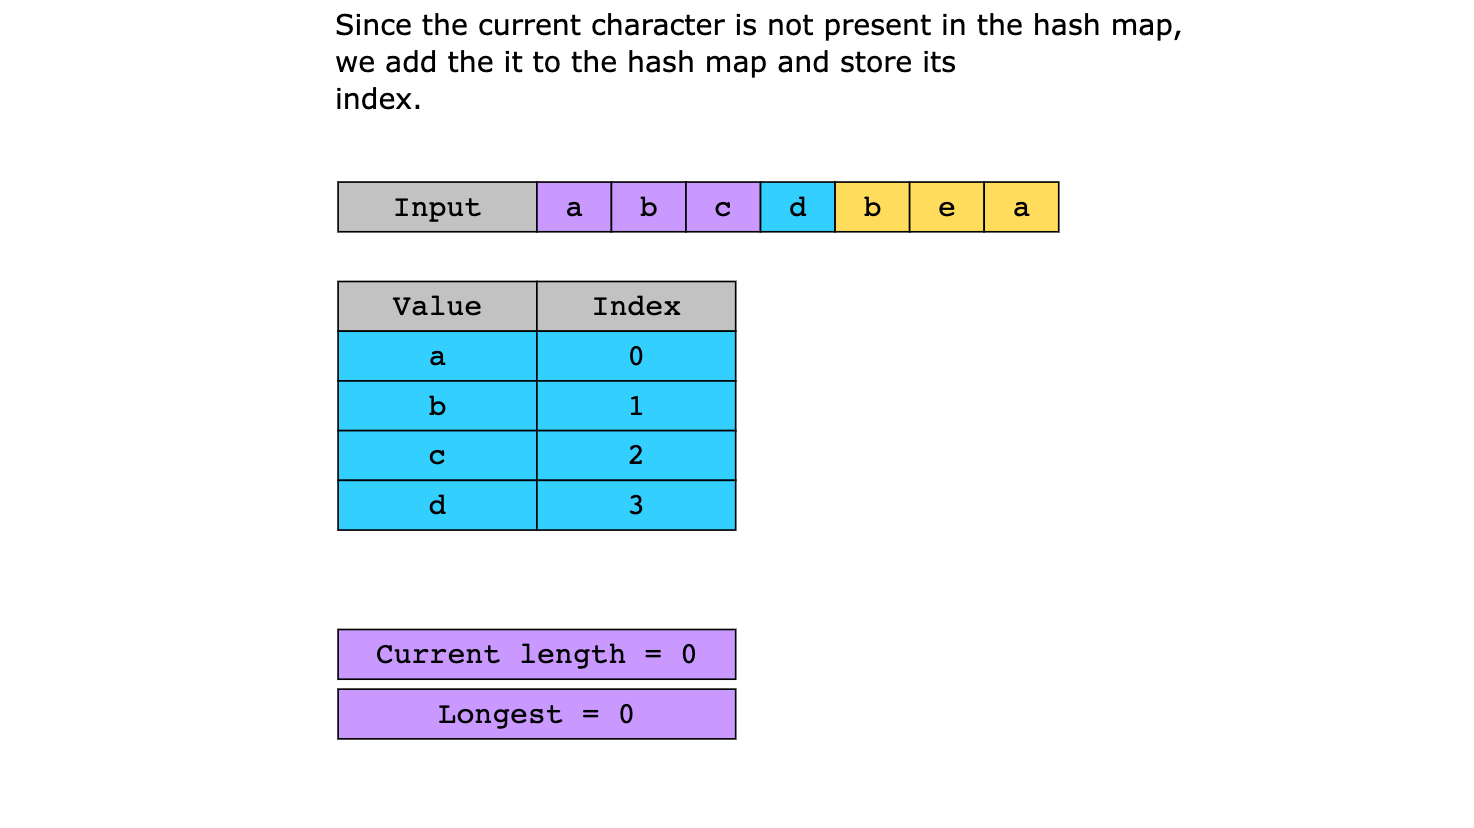 Since the current character is not present in the hash map,
we add the it to the hash map and store its
index.
Input a b c d b e a
Value Index
a 0
b 1
c 2
d 3
Current length = 0
Longest = 0